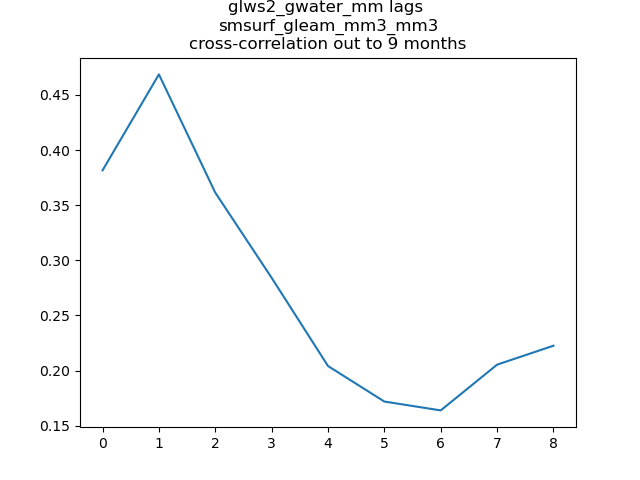 glws2_gwater_mm lags
smsurf_gleam_mm3_mm3
cross-correlation out to 9 months
0.45
0.40
0.35
0.30
0.25
0.20
0.15
0 1 2 3 4 5 6 7 8